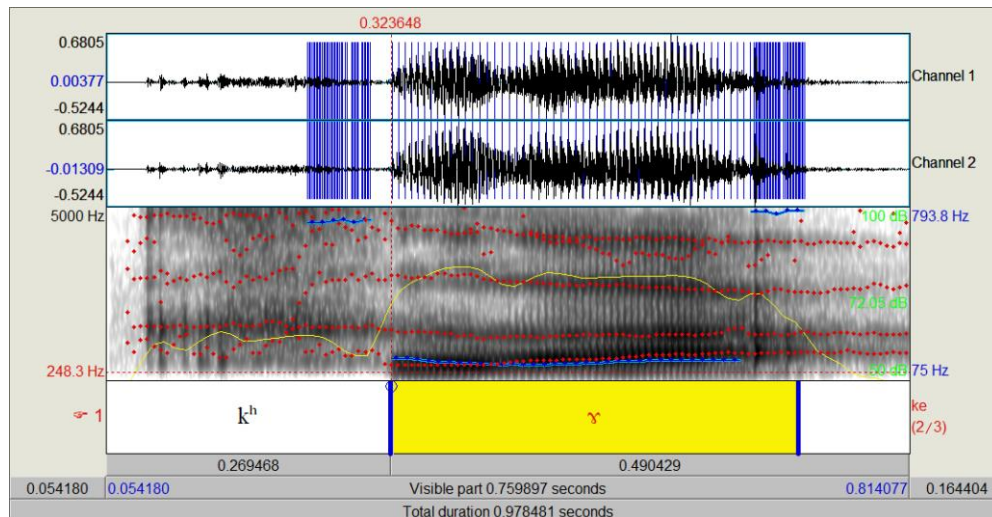 0.323648
0.6805
0.00377
-0.5244
Channel 1
0.6805
-0.01309
-0.5244
Channel 2
5000 Hz 100 dB 793.8 Hz
72.05 dB
248.3 Hz 50 dB 75 Hz
☞ 1 kʰ ɤ ke
(2/3)
0.269468 0.490429
0.054180 0.054180 Visible part 0.759897 seconds 0.814077 0.164404
Total duration 0.978481 seconds